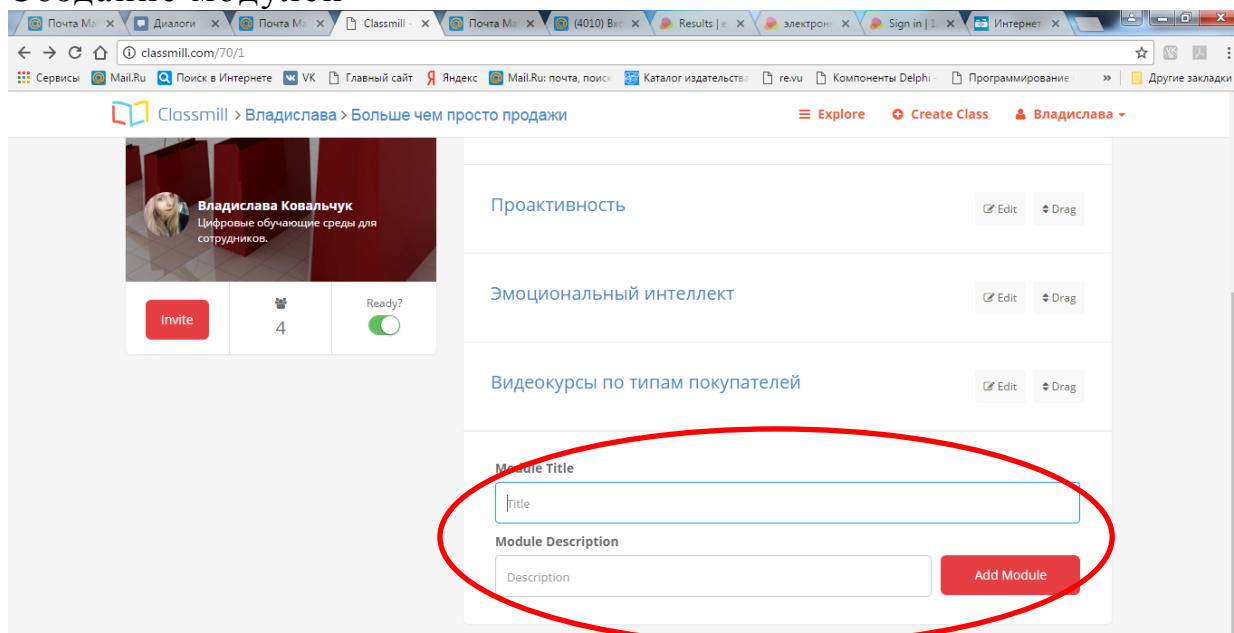 Создание модулей
Почта Ма Диалоги Почта Ма Classmill - Почта Ма (4010) Вхо Results | e электрон Sign in | Интернет
classmill.com/70/1
Сервисы Mail.Ru Поиск в Интернете VK Главный сайт Яндекс Mail.Ru: почта, поиск Каталог издательства re.vu Компоненты Delphi - Программирование » Другие закладки
Classmill > Владислава > Больше чем просто продажи Explore Create Class Владислава
Владислава Ковальчук
Цифровые обучающие среды для
сотрудников.
Invite 4 Ready?
Проактивность Edit Drag
Эмоциональный интеллект Edit Drag
Видеокурсы по типам покупателей Edit Drag
Module Title
Title
Module Description
Description Add Module